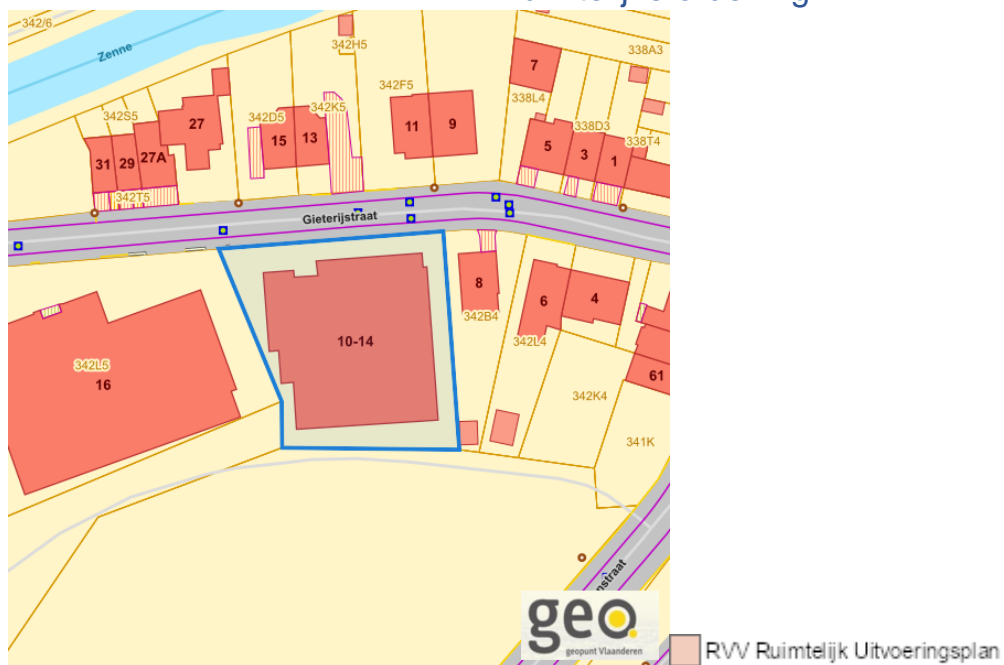 342/6
Zenne
342H5
338A3
7
342F5
338L4
342S5
27
342D5
342K5
15
13
11
9
338D3
338T4
5
3
1
31
29
27A
342T5
Gieterijstraat
8
342B4
6
4
342L4
10-14
342L5
16
61
342K4
341K
nstraat
geo.
geopunt Vlaanderen
RVV Ruimtelijk Uitvoeringsplan